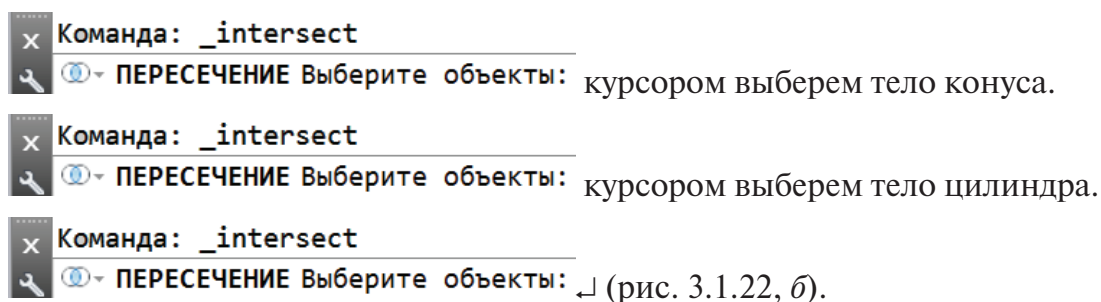 Команда: _intersect
ПЕРЕСЕЧЕНИЕ Выберите объекты: курсором выберем тело конуса.
Команда: _intersect
ПЕРЕСЕЧЕНИЕ Выберите объекты: курсором выберем тело цилиндра.
Команда: _intersect
ПЕРЕСЕЧЕНИЕ Выберите объекты: ↵ (рис. 3.1.22, б).